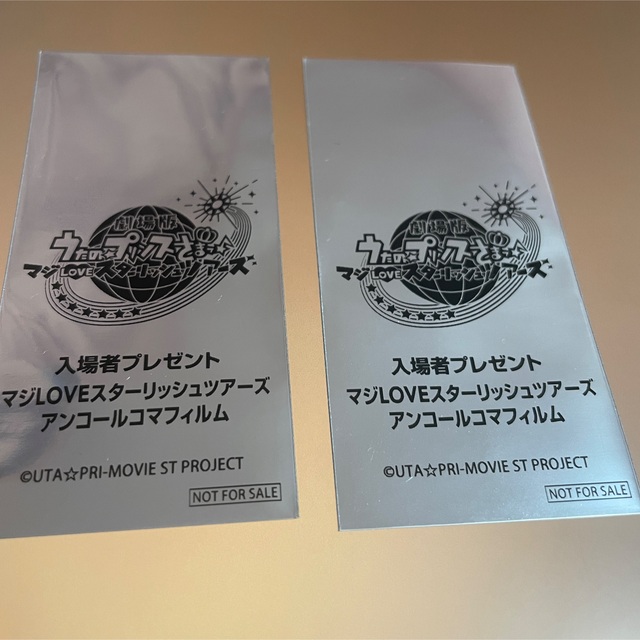 劇場版
うたの☆プリンスさまっ♪
マジLOVEスターリッシュツアーズ
入場者プレゼント
マジLOVEスターリッシュツアーズ
アンコールコマフィルム
©UTA☆PRI-MOVIE ST PROJECT
NOT FOR SALE
劇場版
うたの☆プリンスさまっ♪
マジLOVEスターリッシュツアーズ
入場者プレゼント
マジLOVEスターリッシュツアーズ
アンコールコマフィルム
©UTA☆PRI-MOVIE ST PROJECT
NOT FOR SALE